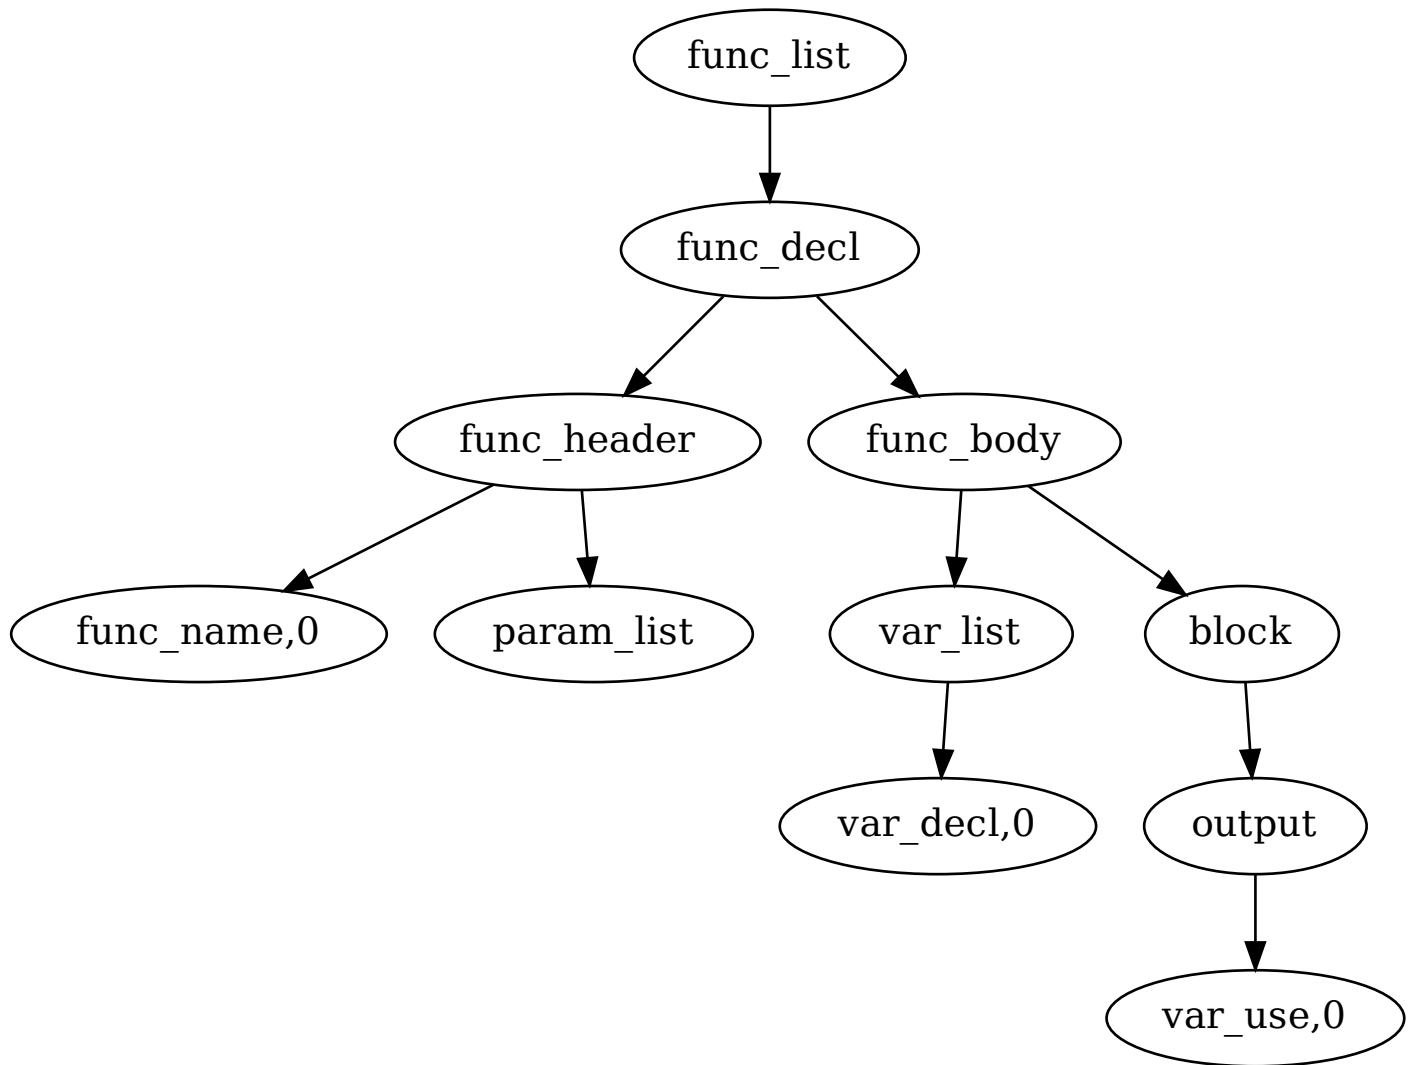 func_list
func_decl
func_header
func_body
func_name,0
param_list
var_list
block
var_decl,0
output
var_use,0